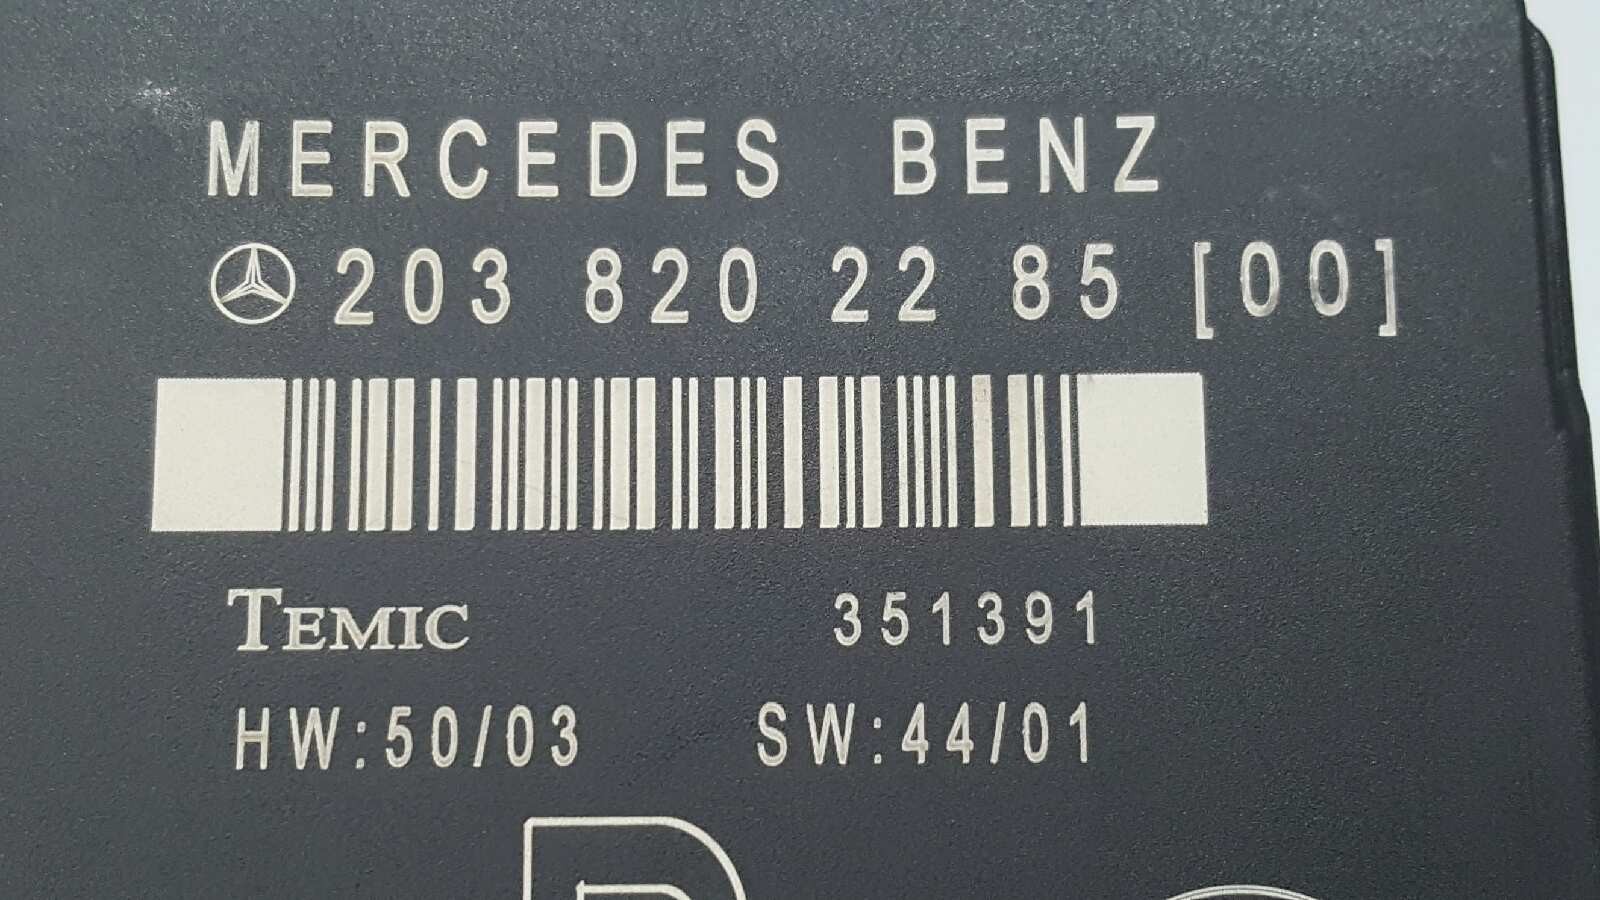 MERCEDES BENZ
203 820 22 85 [00]
TEMIC 351391
HW:50/03 SW:44/01